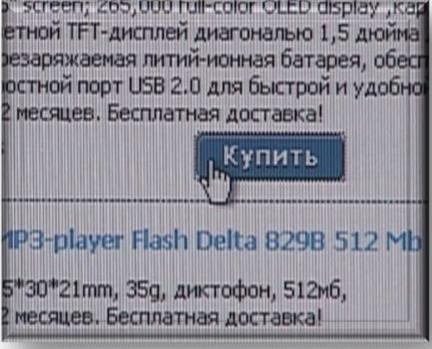 screen; 265,000 full-color OLED display ,кар
етной TFT-дисплей диагональю 1,5 дюйма
резаряжаемая литий-ионная батарея, обесп
остной порт USB 2.0 для быстрой и удобно
2 месяцев. Бесплатная доставка!
Купить
MP3-player Flash Delta 829B 512 Mb
5*30*21mm, 35g, диктофон, 512мб,
2 месяцев. Бесплатная доставка!